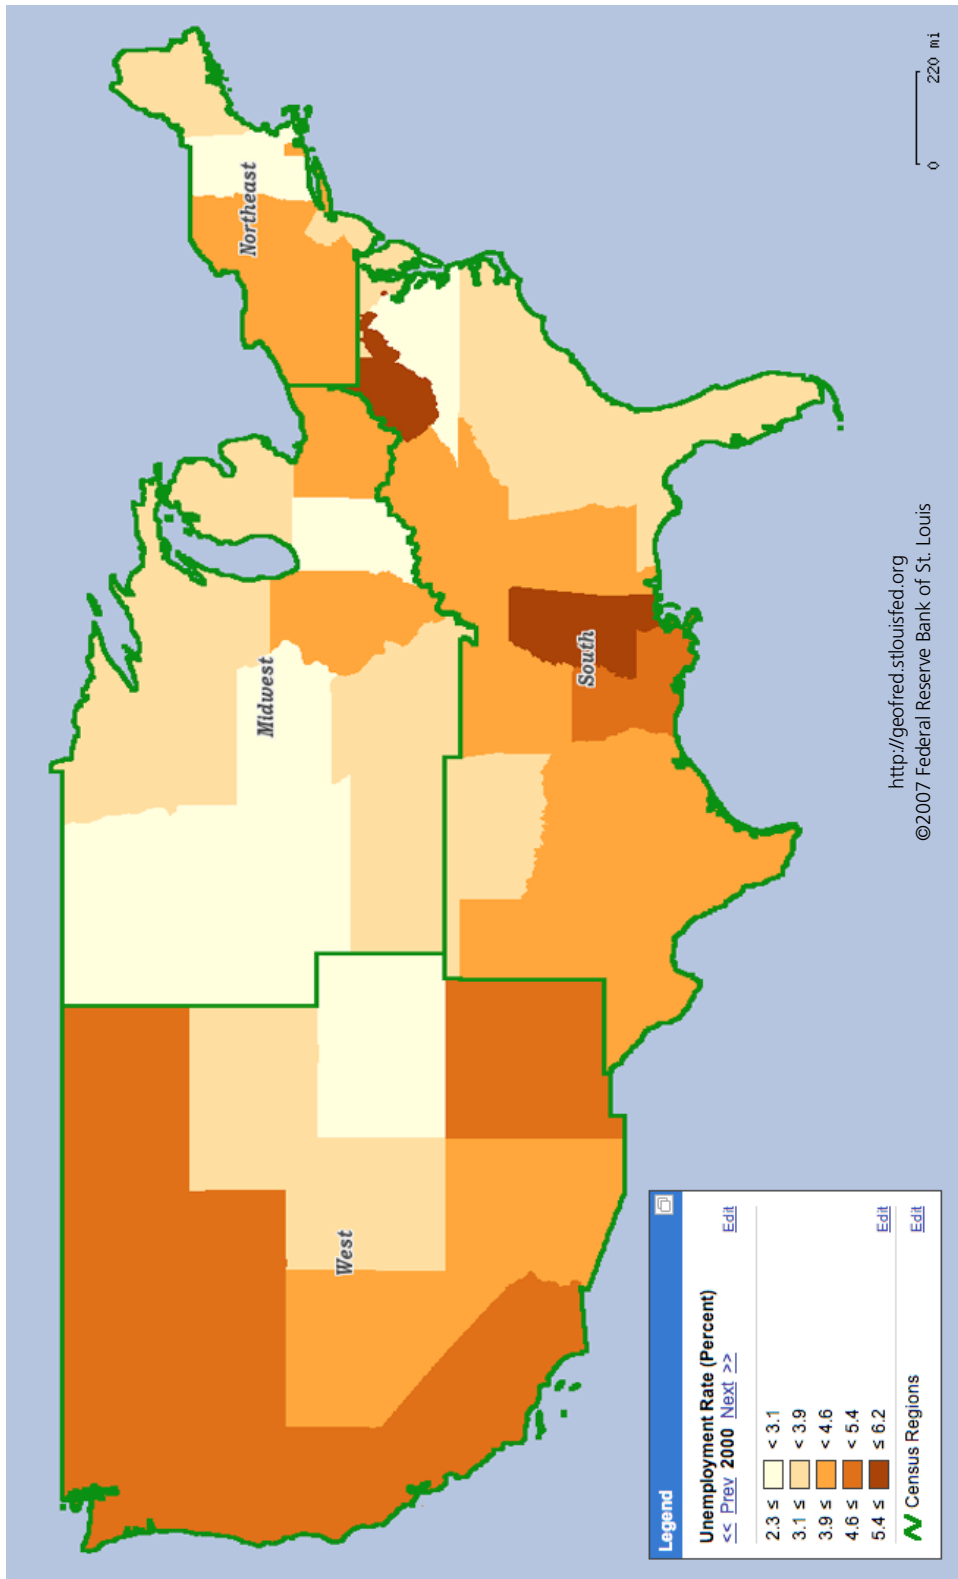 Northeast
Midwest
South
West
0 220 mi
Legend
Unemployment Rate (Percent)
<< Prev 2000 Next >> Edit
2.3 ≤ < 3.1
3.1 ≤ < 3.9
3.9 ≤ < 4.6
4.6 ≤ < 5.4
5.4 ≤ ≤ 6.2 Edit
Census Regions Edit
http://geofred.stlouisfed.org
©2007 Federal Reserve Bank of St. Louis